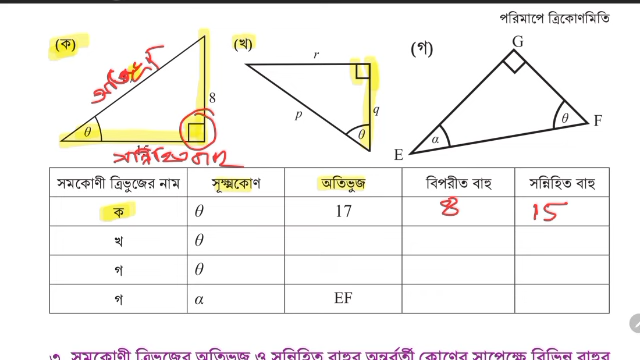 পরিমাপে ত্রিকোণমিতি
(ক)
(খ)
(গ)
অতিভুজ
8
θ
সন্নিহিত বাহু
r
p
q
θ
G
E
F
α
θ
সমকোণী ত্রিভুজের নাম সূক্ষ্মকোণ অতিভুজ বিপরীত বাহু সন্নিহিত বাহু
ক θ 17 8 15
খ θ
গ θ
গ α EF
৩. সমকোণী ত্রিভুজের অতিভুজ ও সন্নিহিত বাহুর অন্তর্বর্তী কোণের সাপেক্ষে বিভিন্ন বাহুর